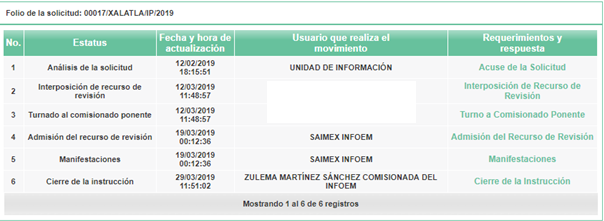 Folio de la solicitud: 00017/XALATLA/IP/2019
No. Estatus Fecha y hora de actualización Usuario que realiza el movimiento Requerimientos y respuesta
1 Análisis de la solicitud 12/02/2019 18:15:51 UNIDAD DE INFORMACIÓN Acuse de la Solicitud
2 Interposición de recurso de revisión 12/03/2019 11:48:57 Interposición de Recurso de Revisión
3 Turnado al comisionado ponente 12/03/2019 11:48:57 Turno a Comisionado Ponente
4 Admisión del recurso de revisión 19/03/2019 00:12:36 SAIMEX INFOEM Admisión del Recurso de Revisión
5 Manifestaciones 19/03/2019 00:12:36 SAIMEX INFOEM Manifestaciones
6 Cierre de la instrucción 29/03/2019 11:51:02 ZULEMA MARTÍNEZ SÁNCHEZ COMISIONADA DEL INFOEM Cierre de la Instrucción
Mostrando 1 al 6 de 6 registros